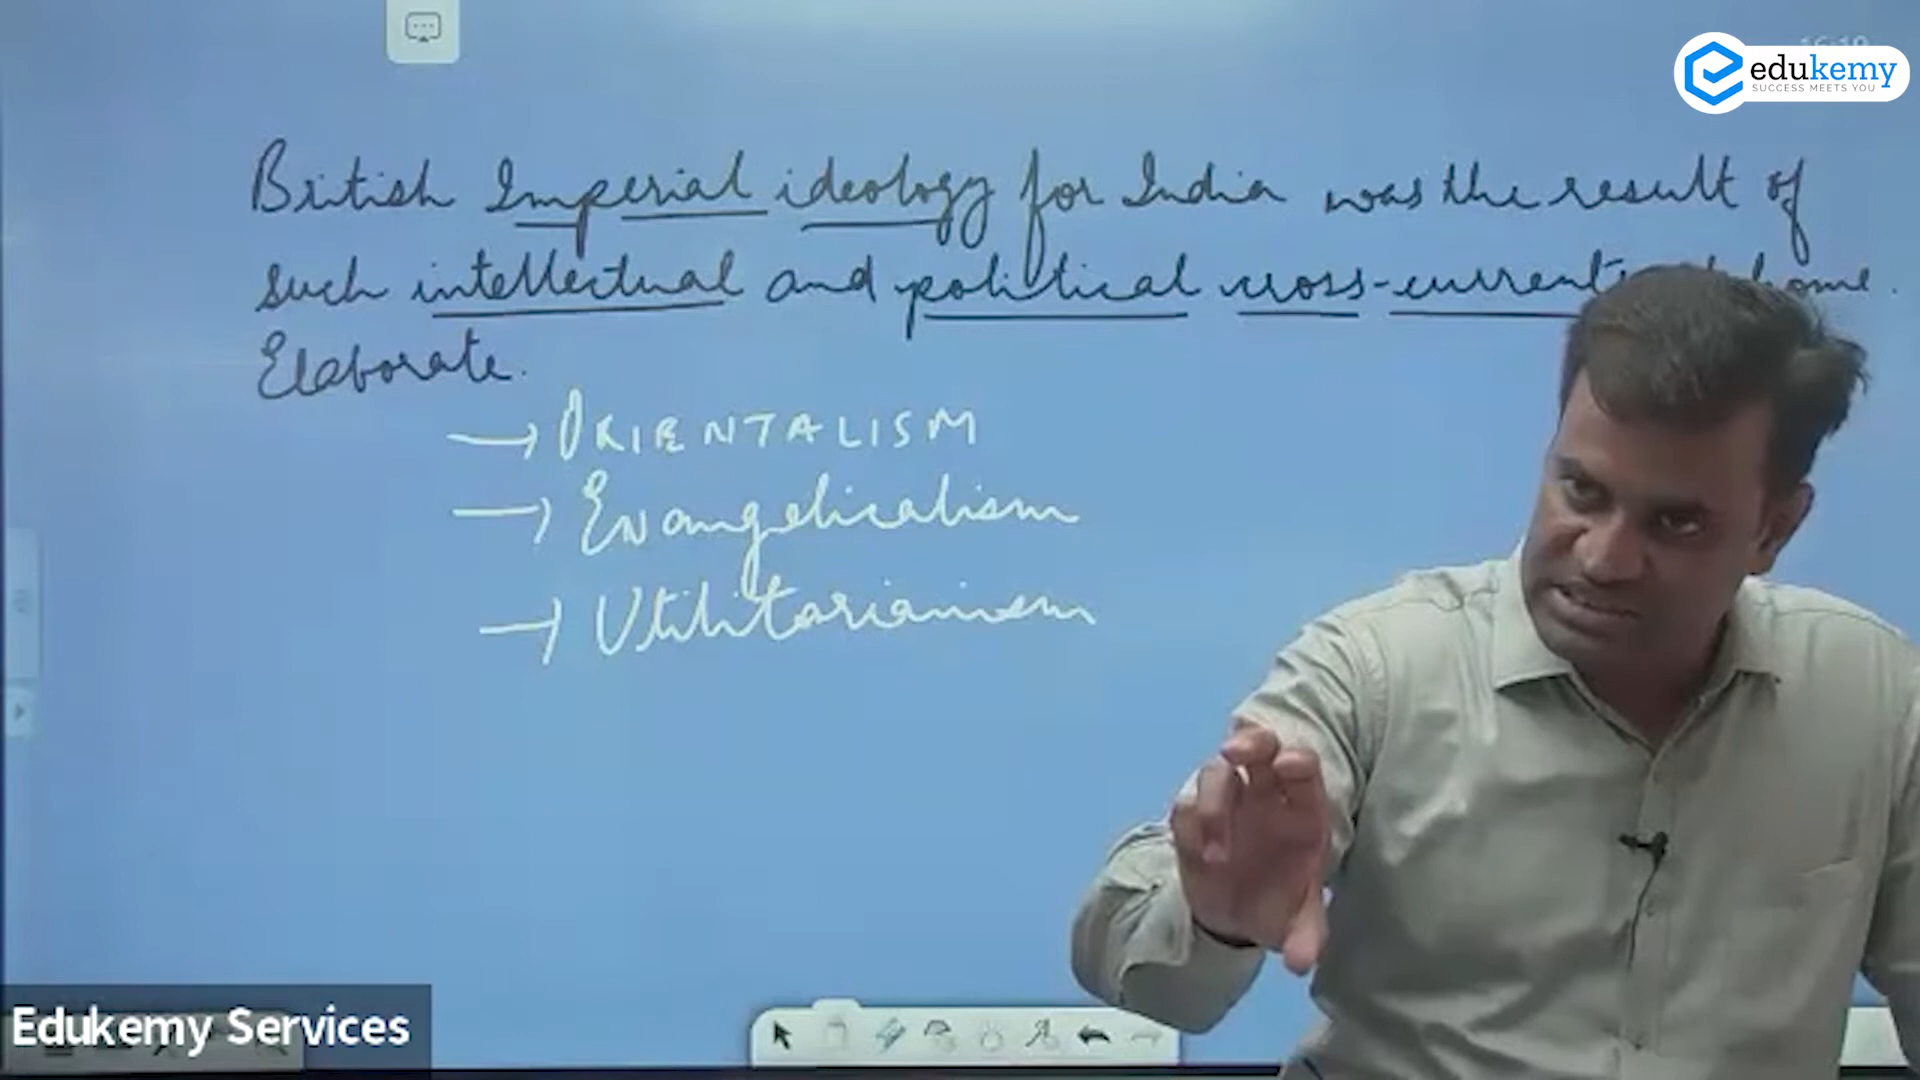 edukemy
SUCCESS MEETS YOU
British Imperial ideology for India was the result of
such intellectual and political cross-current home.
Elaborate.
→ ORIENTALISM
→ Evangelicalism
→ Utilitarianism
Edukemy Services